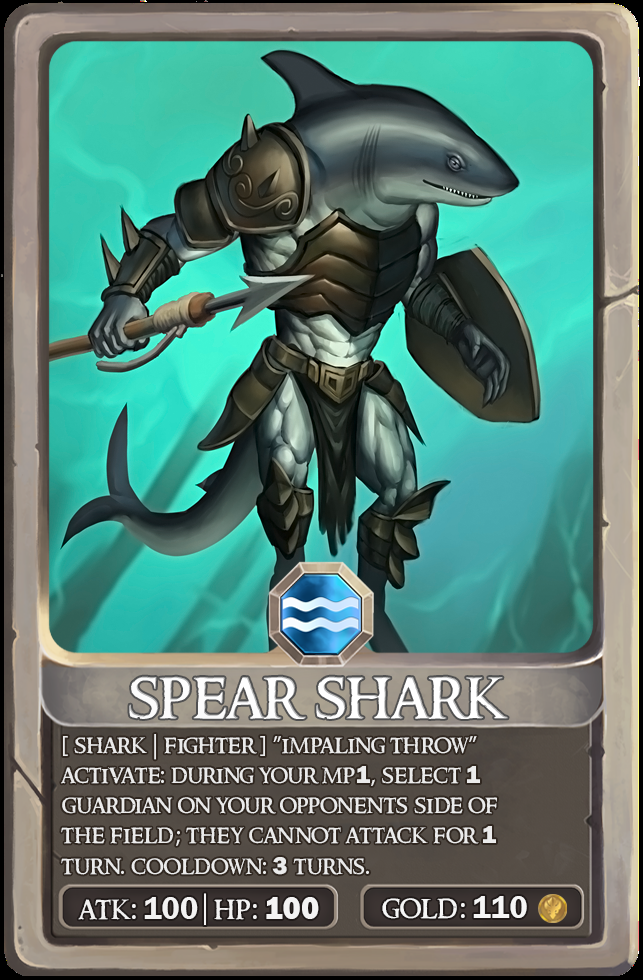 SPEAR SHARK
[ SHARK | FIGHTER ] "IMPALING THROW"
ACTIVATE: DURING YOUR MP1, SELECT 1
GUARDIAN ON YOUR OPPONENTS SIDE OF
THE FIELD; THEY CANNOT ATTACK FOR 1
TURN. COOLDOWN: 3 TURNS.
ATK: 100 | HP: 100 GOLD: 110